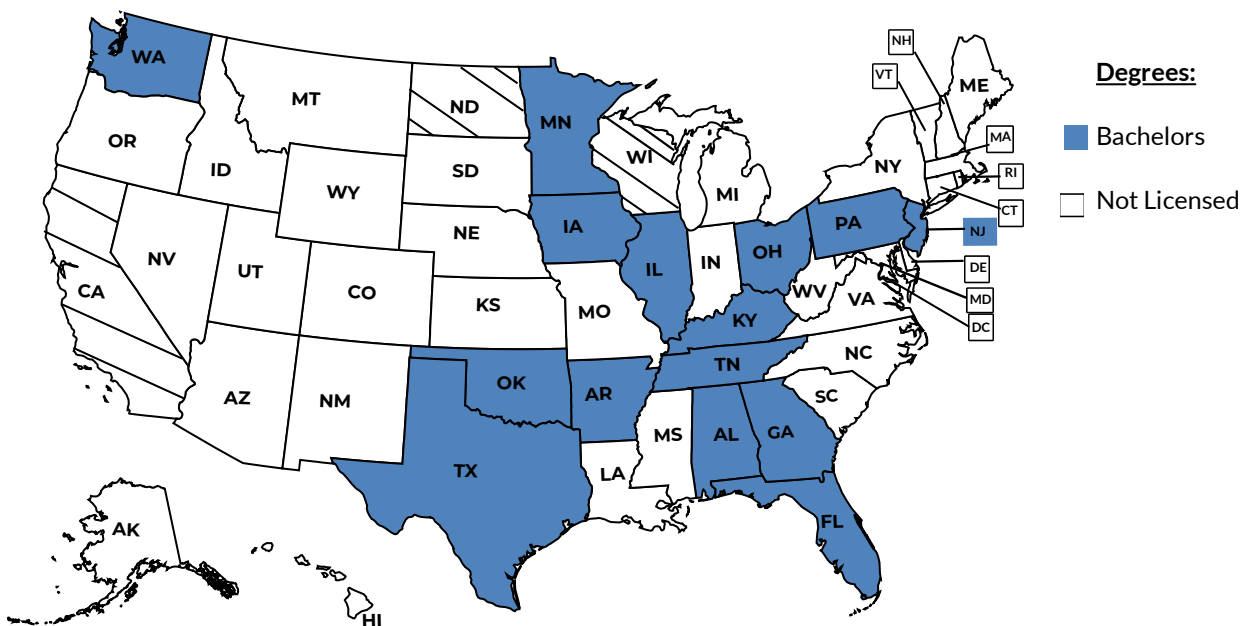 NH
WA
VT
Degrees:
ME
MT
ND
MN
Bachelors
OR
MA
WI
NY
ID
SD
RI
WY
MI
Not Licensed
CT
IA
PA
NE
OH
NJ
NV
UT
IL
IN
DE
CA
CO
WV
VA
MD
KS
MO
KY
DC
NC
TN
OK
AR
AZ
NM
SC
MS
AL
GA
TX
LA
FL
AK
HI